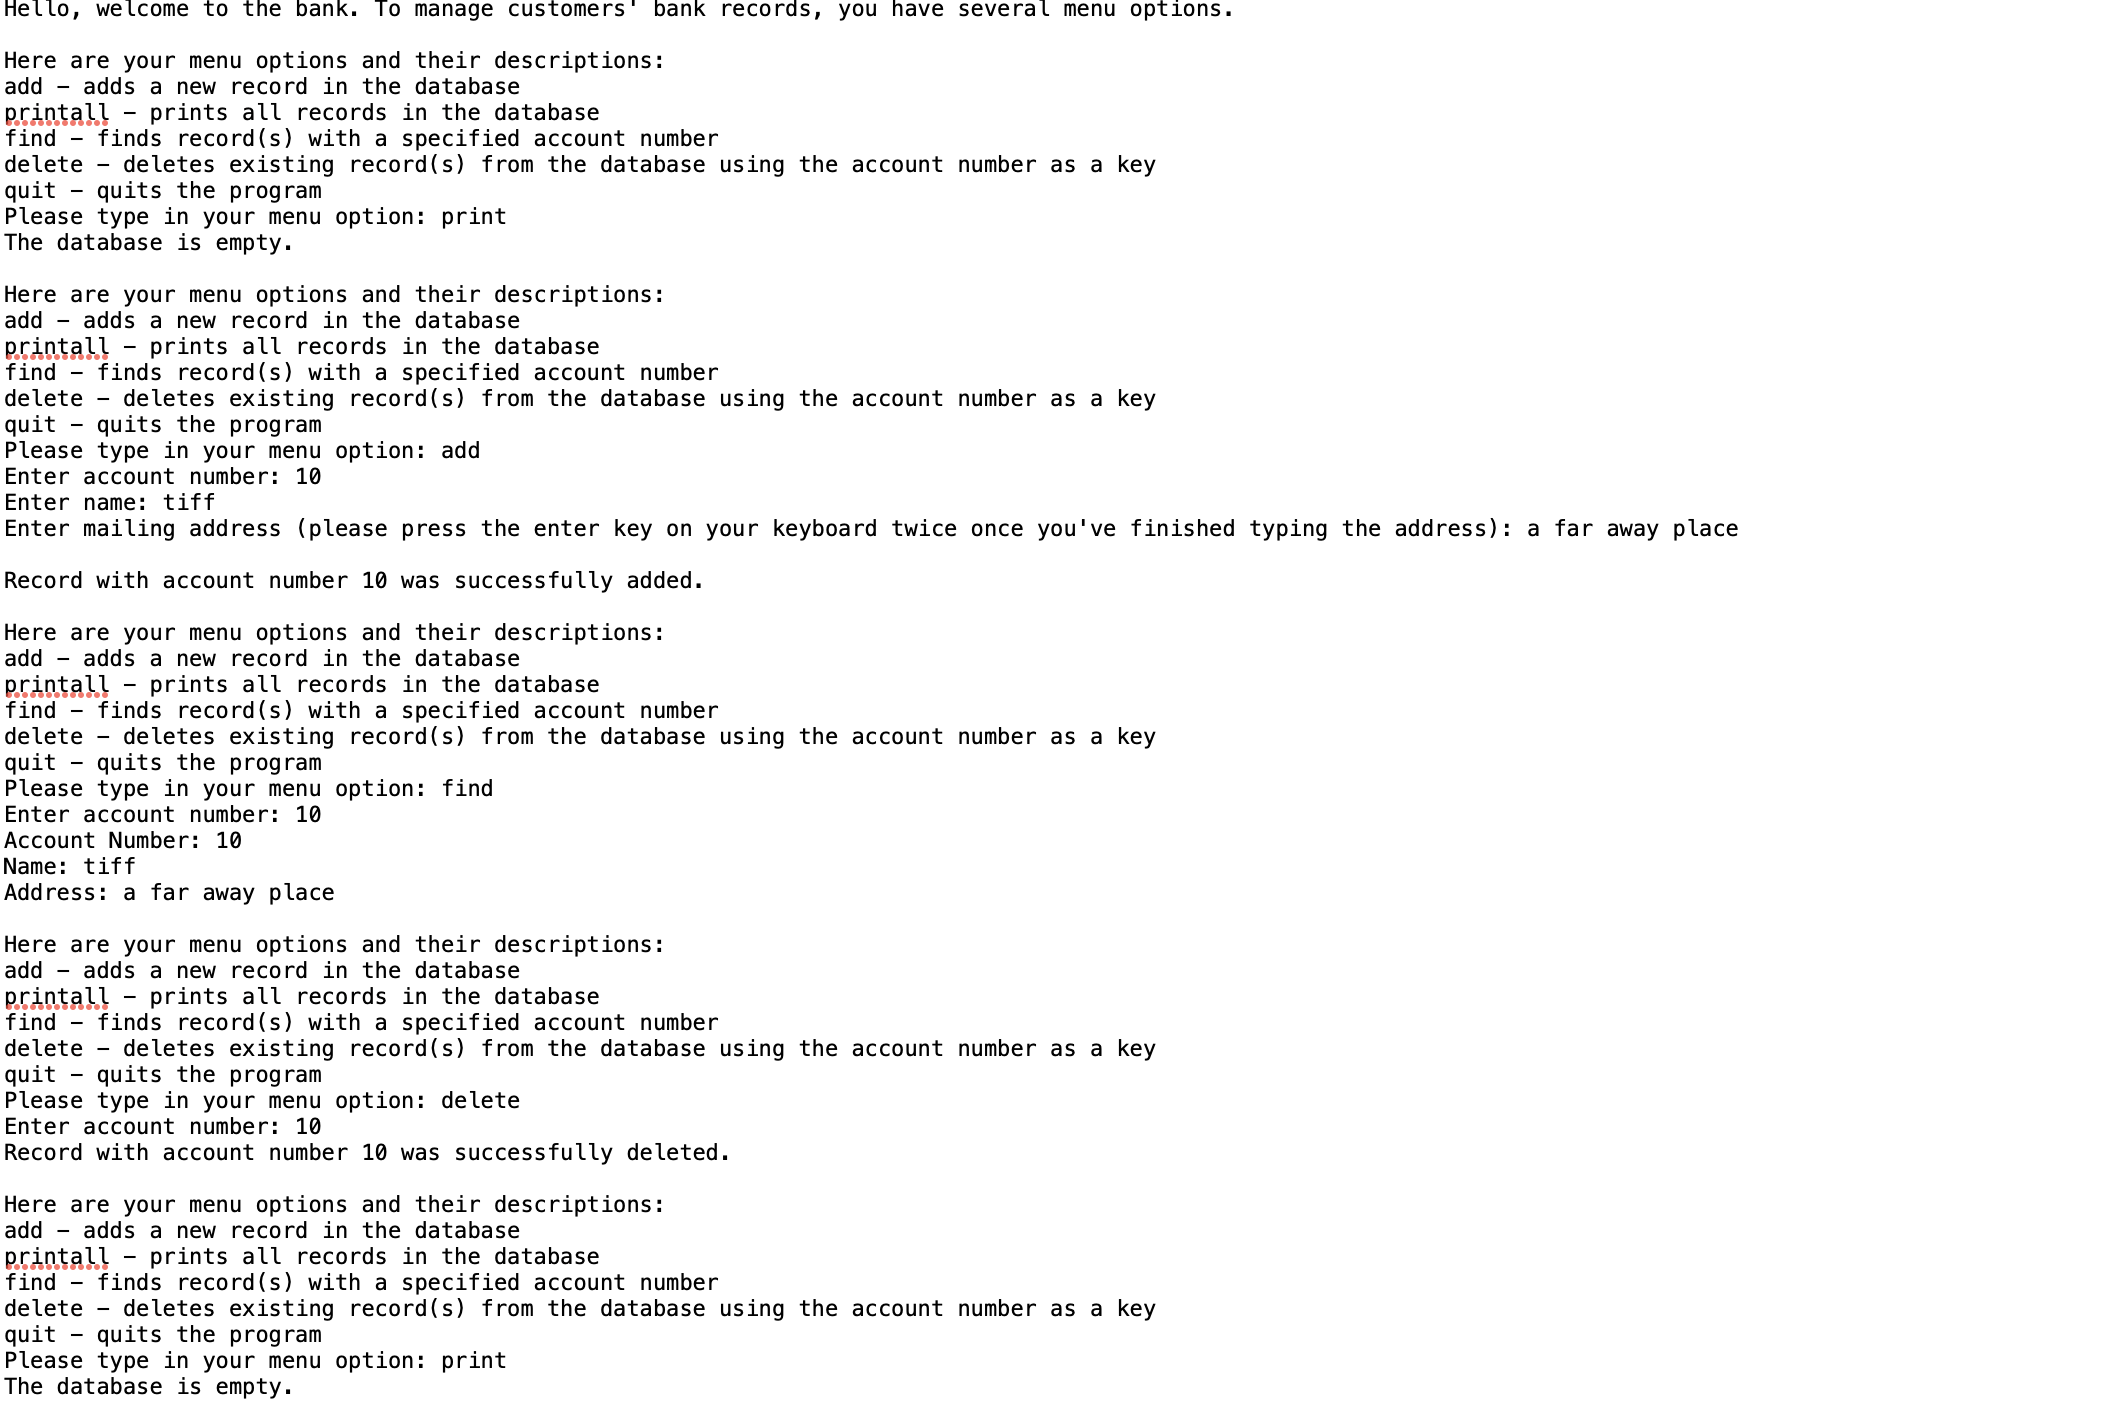 Hello, welcome to the bank. To manage customers' bank records, you have several menu options.
Here are your menu options and their descriptions:
add – adds a new record in the database
printall – prints all records in the database
find – finds record(s) with a specified account number
delete – deletes existing record(s) from the database using the account number as a key
quit – quits the program
Please type in your menu option: print
The database is empty.
Here are your menu options and their descriptions:
add – adds a new record in the database
printall – prints all records in the database
find – finds record(s) with a specified account number
delete – deletes existing record(s) from the database using the account number as a key
quit – quits the program
Please type in your menu option: add
Enter account number: 10
Enter name: tiff
Enter mailing address (please press the enter key on your keyboard twice once you've finished typing the address): a far away place
Record with account number 10 was successfully added.
Here are your menu options and their descriptions:
add – adds a new record in the database
printall – prints all records in the database
find – finds record(s) with a specified account number
delete – deletes existing record(s) from the database using the account number as a key
quit – quits the program
Please type in your menu option: find
Enter account number: 10
Account Number: 10
Name: tiff
Address: a far away place
Here are your menu options and their descriptions:
add – adds a new record in the database
printall – prints all records in the database
find – finds record(s) with a specified account number
delete – deletes existing record(s) from the database using the account number as a key
quit – quits the program
Please type in your menu option: delete
Enter account number: 10
Record with account number 10 was successfully deleted.
Here are your menu options and their descriptions:
add – adds a new record in the database
printall – prints all records in the database
find – finds record(s) with a specified account number
delete – deletes existing record(s) from the database using the account number as a key
quit – quits the program
Please type in your menu option: print
The database is empty.